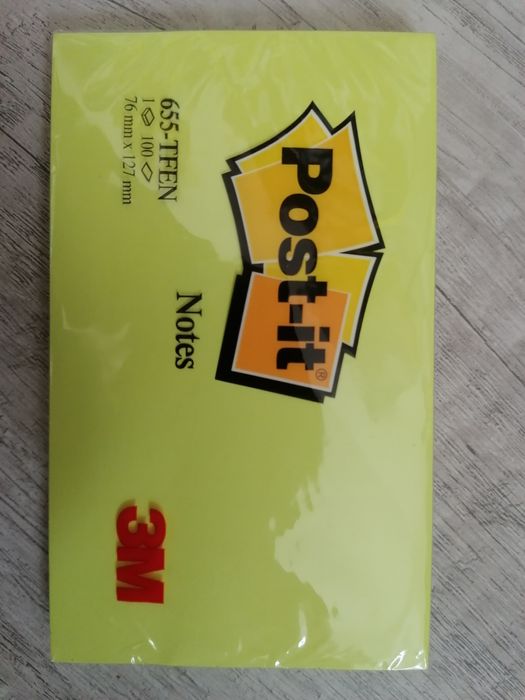 Post-it®
Notes
655-TFEN
1 100
76 mm x 127 mm
3M